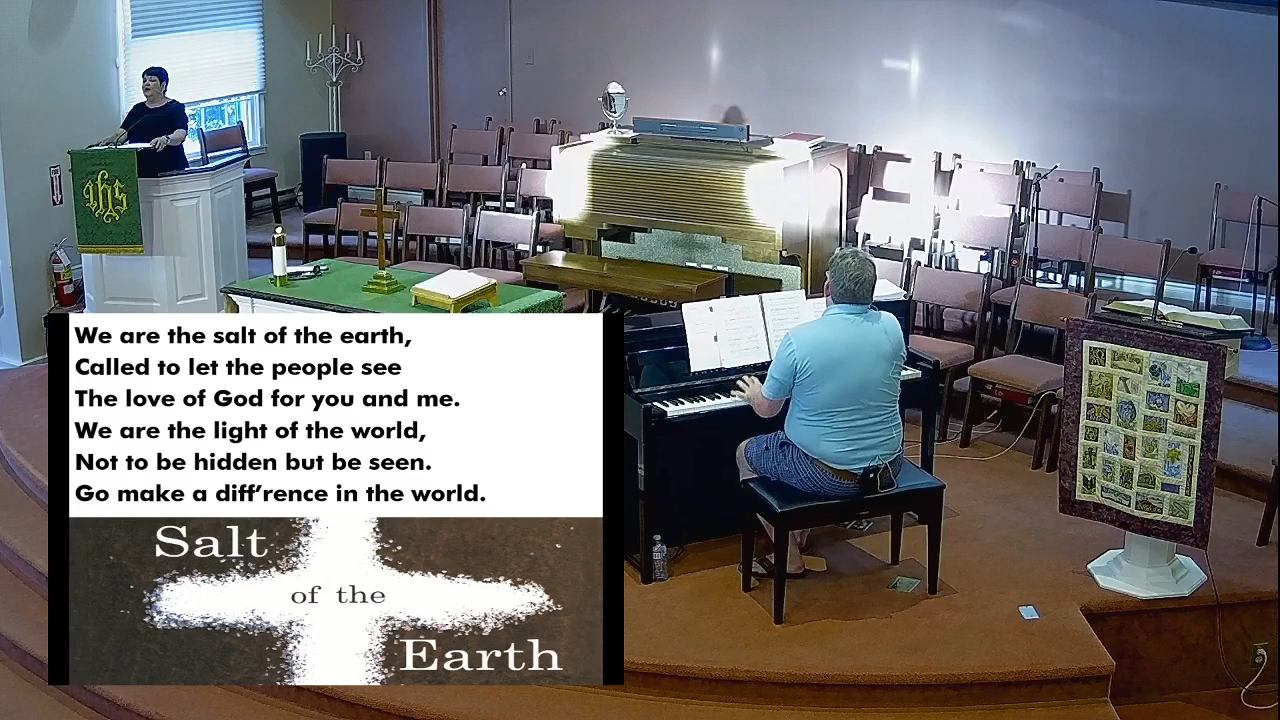 ihs
We are the salt of the earth,
Called to let the people see
The love of God for you and me.
We are the light of the world,
Not to be hidden but be seen.
Go make a diff’rence in the world.
Salt
of the
Earth